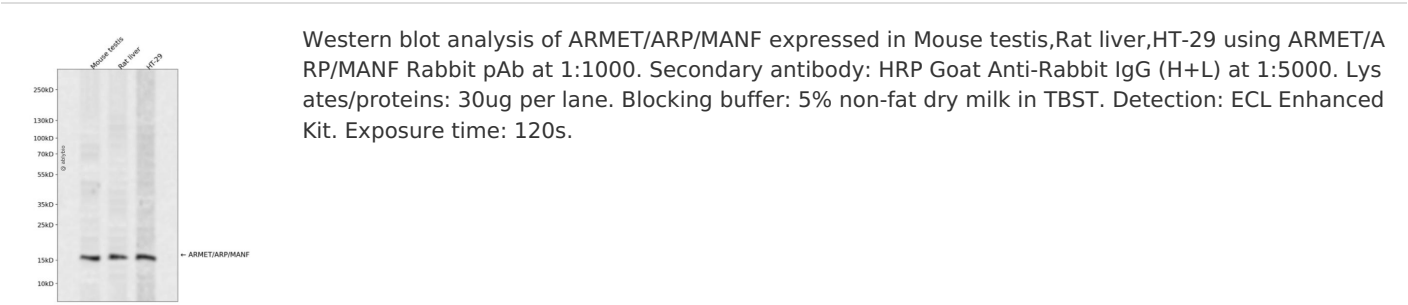 Mouse testis
Rat liver
HT-29
250kD
130kD
100kD
70kD
55kD
35kD
25kD
15kD
10kD
@ abiybio
← ARMET/ARP/MANF
Western blot analysis of ARMET/ARP/MANF expressed in Mouse testis,Rat liver,HT-29 using ARMET/A
RP/MANF Rabbit pAb at 1:1000. Secondary antibody: HRP Goat Anti-Rabbit IgG (H+L) at 1:5000. Lys
ates/proteins: 30ug per lane. Blocking buffer: 5% non-fat dry milk in TBST. Detection: ECL Enhanced
Kit. Exposure time: 120s.